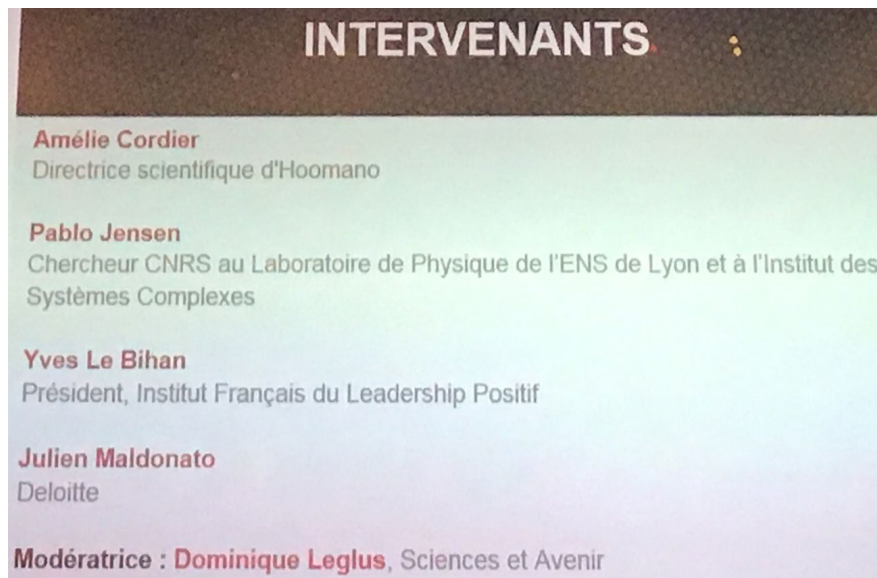 INTERVENANTS
Amélie Cordier
Directrice scientifique d'Hoomano
Pablo Jensen
Chercheur CNRS au Laboratoire de Physique de l'ENS de Lyon et à l'Institut des
Systèmes Complexes
Yves Le Bihan
Président, Institut Français du Leadership Positif
Julien Maldonato
Deloitte
Modératrice : Dominique Leglus, Sciences et Avenir